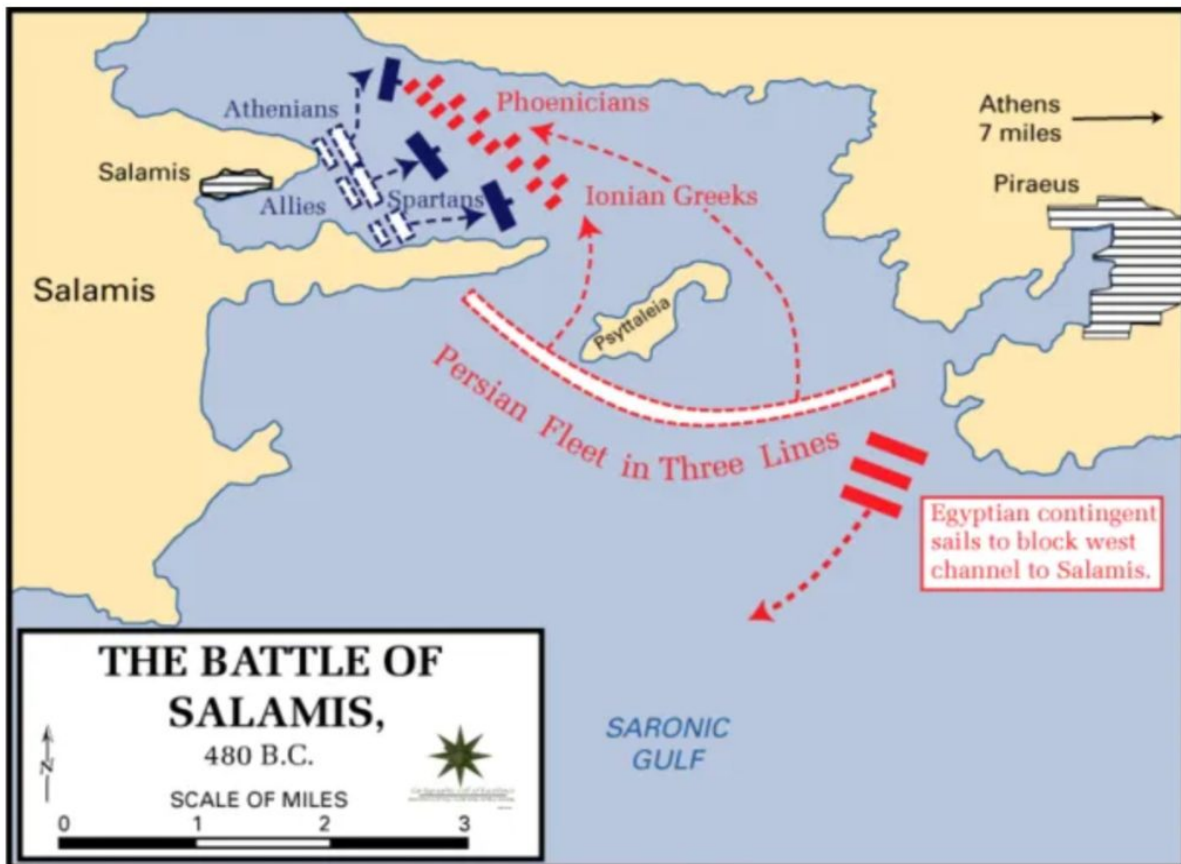 Athenians
Phoenicians
Athens
7 miles
Salamis
Piraeus
Allies
Spartans
Ionian Greeks
Salamis
Psyttaleia
Persian Fleet in Three Lines
Egyptian contingent
sails to block west
channel to Salamis.
THE BATTLE OF
SALAMIS,
480 B.C.
N
SCALE OF MILES
0 1 2 3
SARONIC
GULF